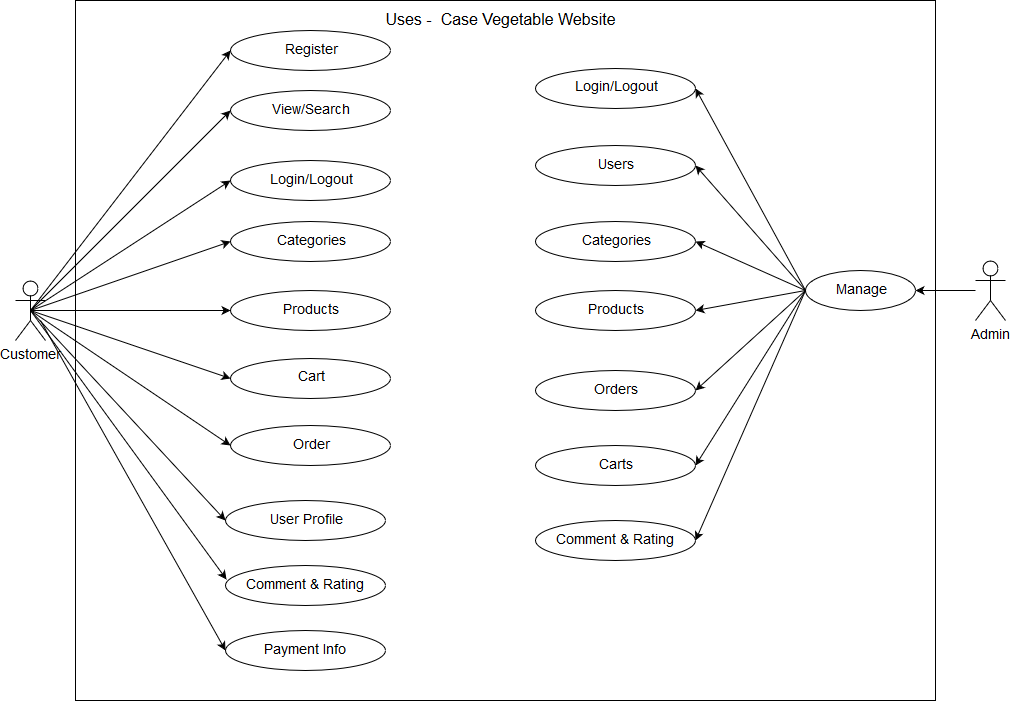 Uses -  Case Vegetable Website
Register
View/Search
Login/Logout
Categories
Products
Cart
Order
User Profile
Comment & Rating
Payment Info
Customer
Login/Logout
Users
Categories
Products
Orders
Carts
Comment & Rating
Manage
Admin